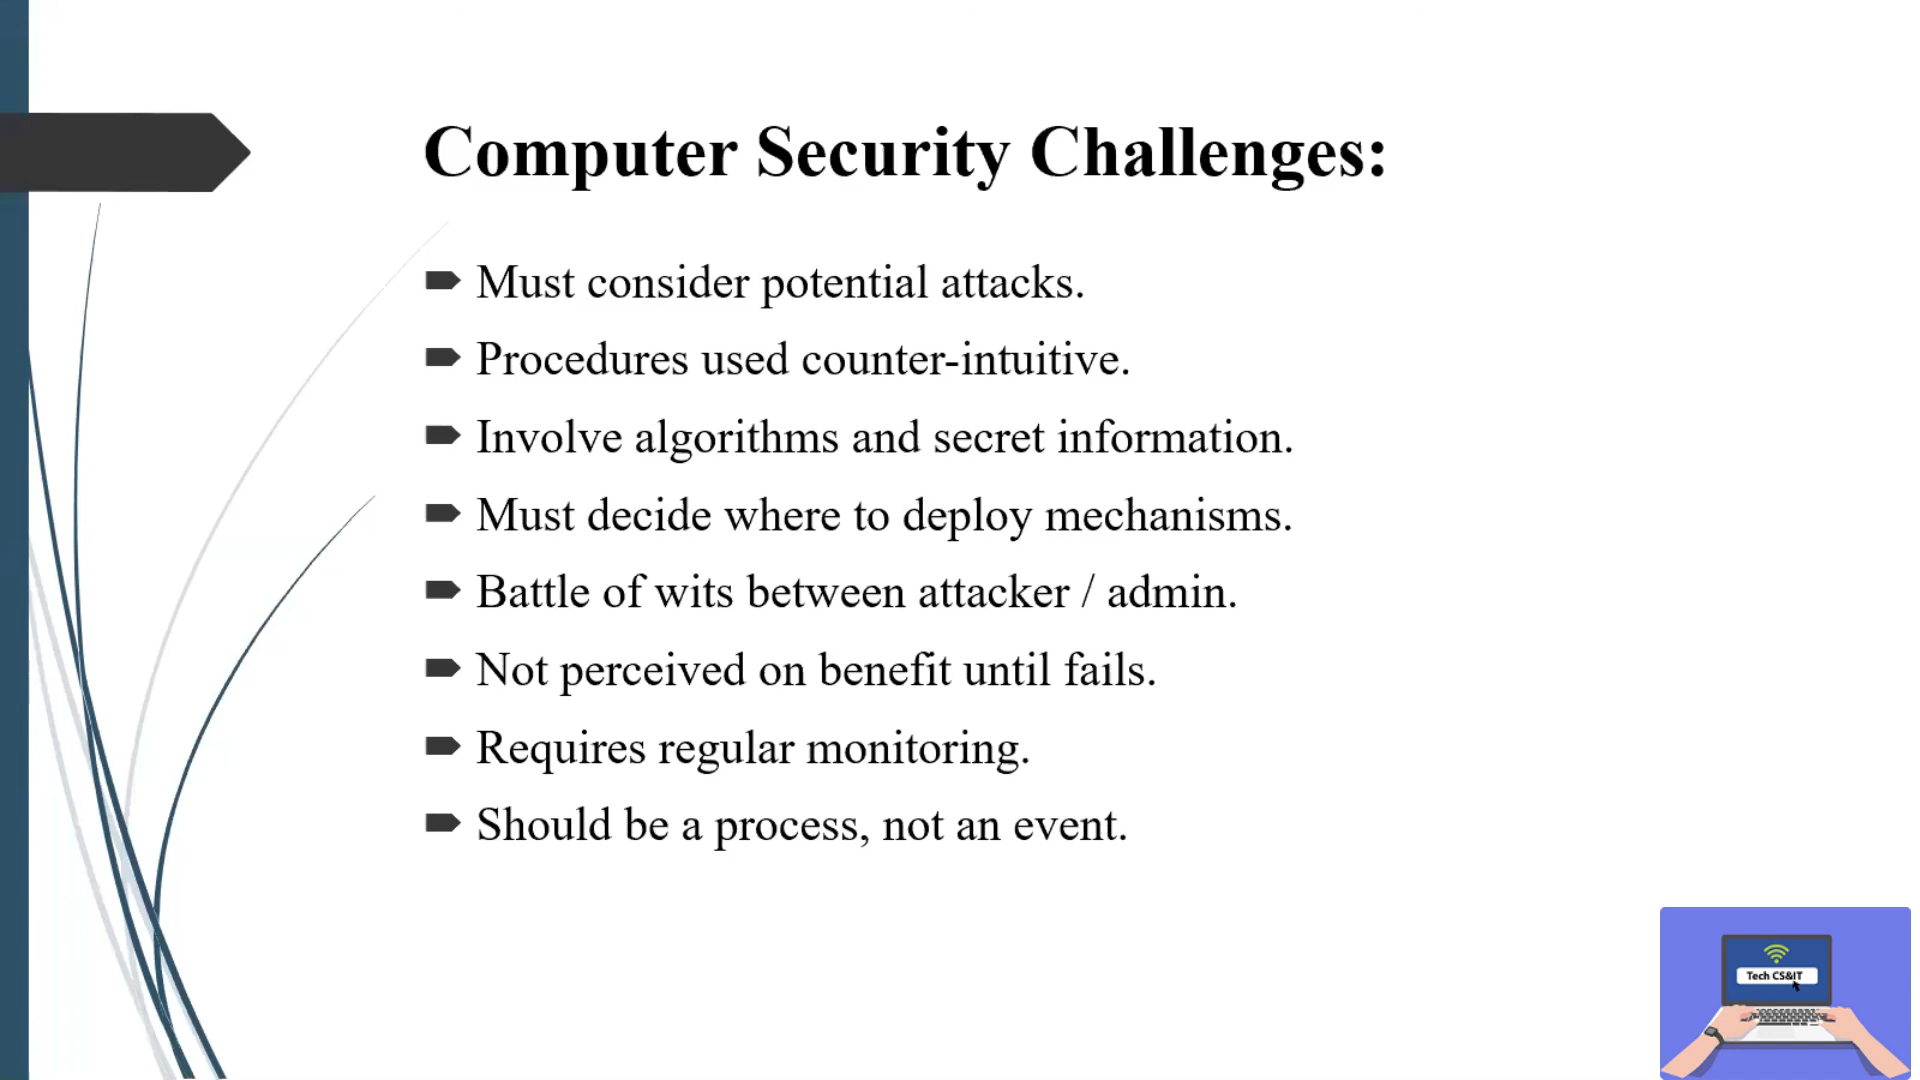 Computer Security Challenges:
Must consider potential attacks.
Procedures used counter-intuitive.
Involve algorithms and secret information.
Must decide where to deploy mechanisms.
Battle of wits between attacker / admin.
Not perceived on benefit until fails.
Requires regular monitoring.
Should be a process, not an event.
Tech CS&IT